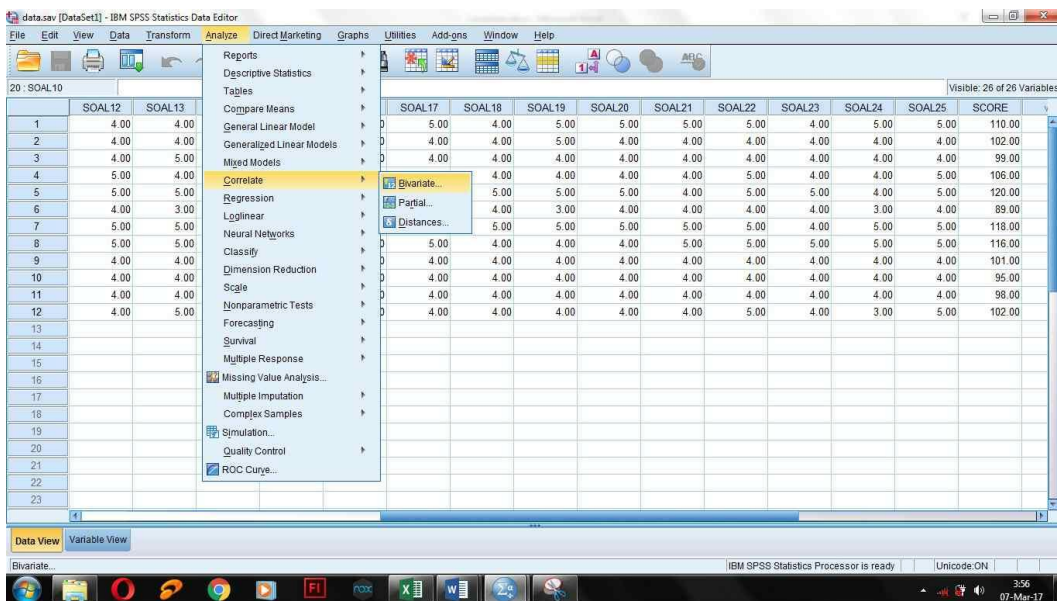 data.sav [DataSet1] - IBM SPSS Statistics Data Editor
File Edit View Data Transform Analyze Direct Marketing Graphs Utilities Add-ons Window Help
20 : SOAL10
Visible: 26 of 26 Variables
Reports
Descriptive Statistics
Tables
Compare Means
General Linear Model
Generalized Linear Models
Mixed Models
Correlate
Regression
Loglinear
Neural Networks
Classify
Dimension Reduction
Scale
Nonparametric Tests
Forecasting
Survival
Multiple Response
Missing Value Analysis...
Multiple Imputation
Complex Samples
Simulation...
Quality Control
ROC Curve...
Bivariate...
Partial...
Distances...
SOAL12 SOAL13 SOAL17 SOAL18 SOAL19 SOAL20 SOAL21 SOAL22 SOAL23 SOAL24 SOAL25 SCORE
1 4.00 4.00 5.00 4.00 5.00 5.00 5.00 5.00 4.00 5.00 5.00 110.00
2 4.00 4.00 4.00 4.00 5.00 4.00 4.00 4.00 4.00 4.00 4.00 102.00
3 4.00 5.00 4.00 4.00 4.00 4.00 4.00 4.00 4.00 4.00 4.00 99.00
4 5.00 4.00 4.00 4.00 4.00 4.00 5.00 4.00 4.00 5.00 106.00
5 5.00 5.00 4.00 5.00 5.00 5.00 5.00 4.00 5.00 5.00 120.00
6 4.00 3.00 4.00 3.00 4.00 4.00 4.00 4.00 3.00 4.00 89.00
7 5.00 5.00 5.00 5.00 5.00 4.00 5.00 5.00 5.00 5.00 118.00
8 5.00 5.00 5.00 4.00 4.00 4.00 5.00 5.00 5.00 5.00 5.00 116.00
9 4.00 4.00 4.00 4.00 4.00 4.00 4.00 4.00 4.00 4.00 4.00 101.00
10 4.00 4.00 4.00 4.00 4.00 4.00 4.00 4.00 4.00 4.00 4.00 95.00
11 4.00 4.00 4.00 4.00 4.00 4.00 4.00 4.00 4.00 4.00 4.00 98.00
12 4.00 5.00 4.00 4.00 4.00 4.00 4.00 5.00 4.00 3.00 5.00 102.00
13
14
15
16
17
18
19
20
21
22
23
Data View Variable View
Bivariate... IBM SPSS Statistics Processor is ready Unicode:ON
3:56
07-Mar-17